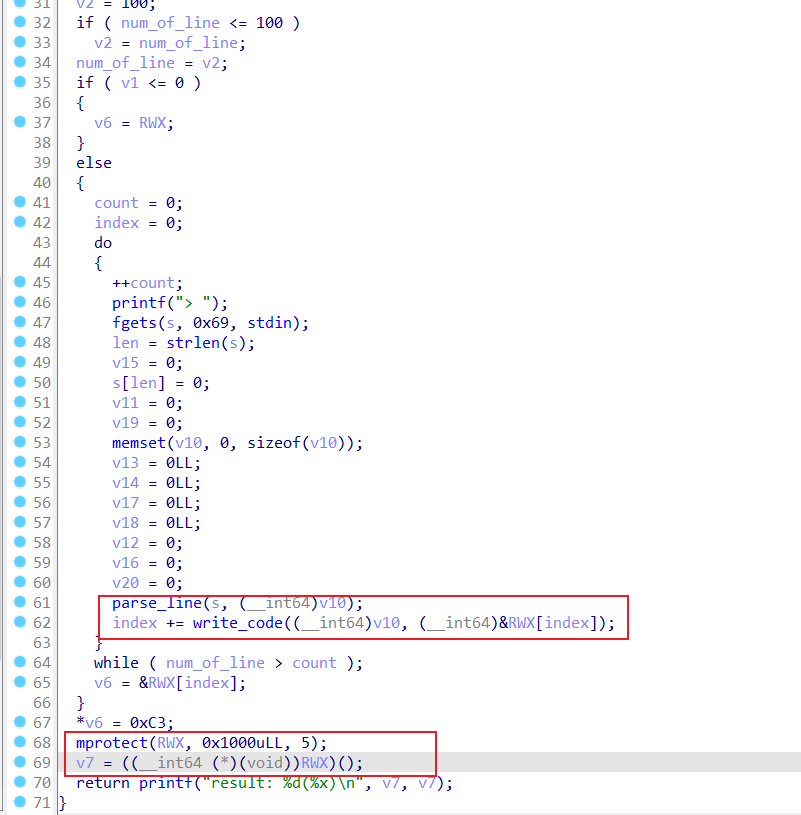 31 v2 = 100;
32 if ( num_of_line <= 100 )
33 v2 = num_of_line;
34 num_of_line = v2;
35 if ( v1 <= 0 )
36 {
37 v6 = RWX;
38 }
39 else
40 {
41 count = 0;
42 index = 0;
43 do
44 {
45 ++count;
46 printf("> ");
47 fgets(s, 0x69, stdin);
48 len = strlen(s);
49 v15 = 0;
50 s[len] = 0;
51 v11 = 0;
52 v19 = 0;
53 memset(v10, 0, sizeof(v10));
54 v13 = 0LL;
55 v14 = 0LL;
56 v17 = 0LL;
57 v18 = 0LL;
58 v12 = 0;
59 v16 = 0;
60 v20 = 0;
61 parse_line(s, (__int64)v10);
62 index += write_code((__int64)v10, (__int64)&RWX[index]);
63 }
64 while ( num_of_line > count );
65 v6 = &RWX[index];
66 }
67 *v6 = 0xC3;
68 mprotect(RWX, 0x1000uLL, 5);
69 v7 = ((__int64 (*)(void))RWX)();
70 return printf("result: %d(%x)\n", v7, v7);
71 }